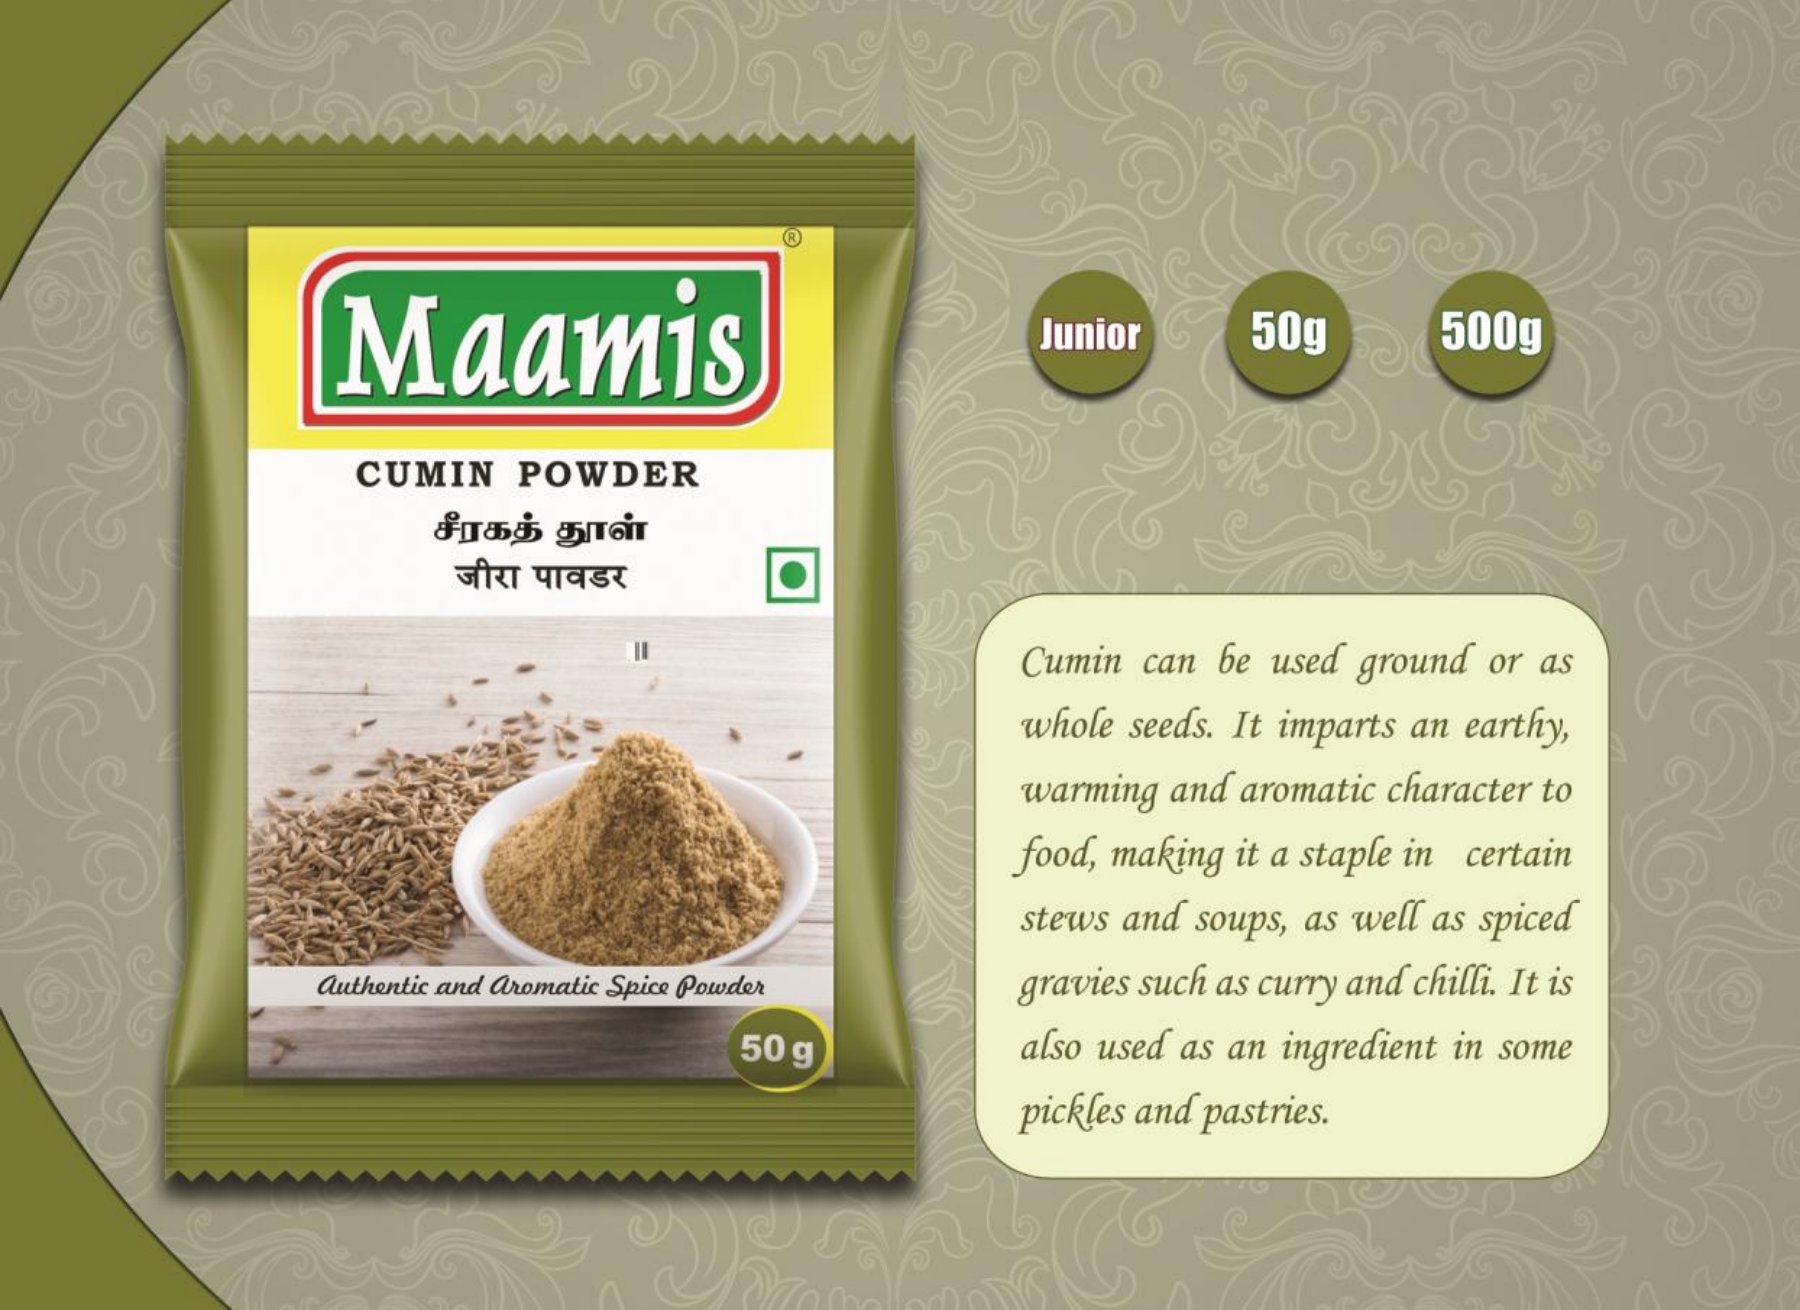 ®
Maamis
CUMIN POWDER
சீரகத் தூள்
जीरा पावडर
Authentic and Aromatic Spice Powder
50 g
Junior
50g
500g
Cumin can be used ground or as
whole seeds. It imparts an earthy,
warming and aromatic character to
food, making it a staple in certain
stews and soups, as well as spiced
gravies such as curry and chilli. It is
also used as an ingredient in some
pickles and pastries.